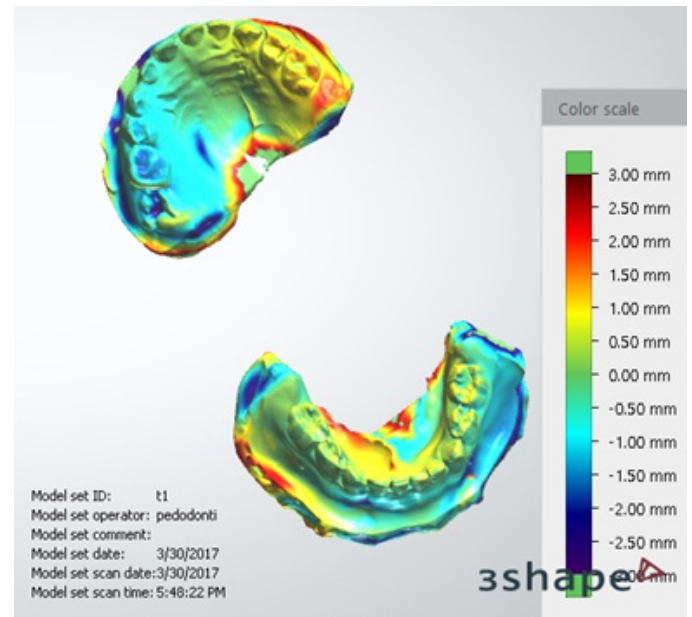 Color scale
3.00 mm
2.50 mm
2.00 mm
1.50 mm
1.00 mm
0.50 mm
0.00 mm
-0.50 mm
-1.00 mm
-1.50 mm
-2.00 mm
-2.50 mm
mm
3shape
Model set ID: t1
Model set operator: pedodonti
Model set comment:
Model set date: 3/30/2017
Model set scan date:3/30/2017
Model set scan time: 5:48:22 PM